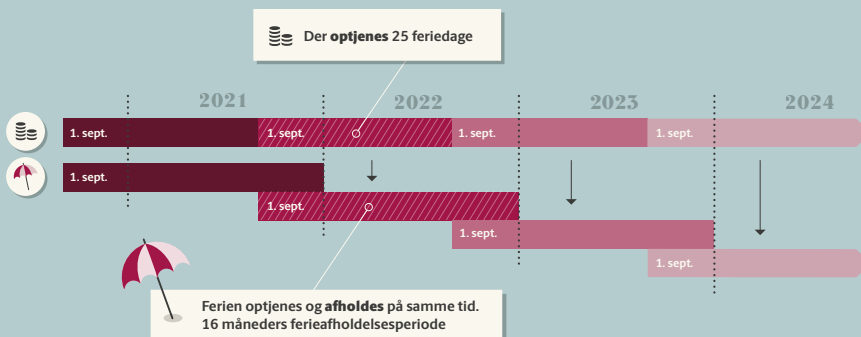 Der optjenes 25 feriedage
2021
2022
2023
2024
1. sept.
1. sept.
1. sept.
1. sept.
1. sept.
1. sept.
1. sept.
1. sept.
Ferien optjenes og afholdes på samme tid.
16 måneders ferieafholdelsesperiode